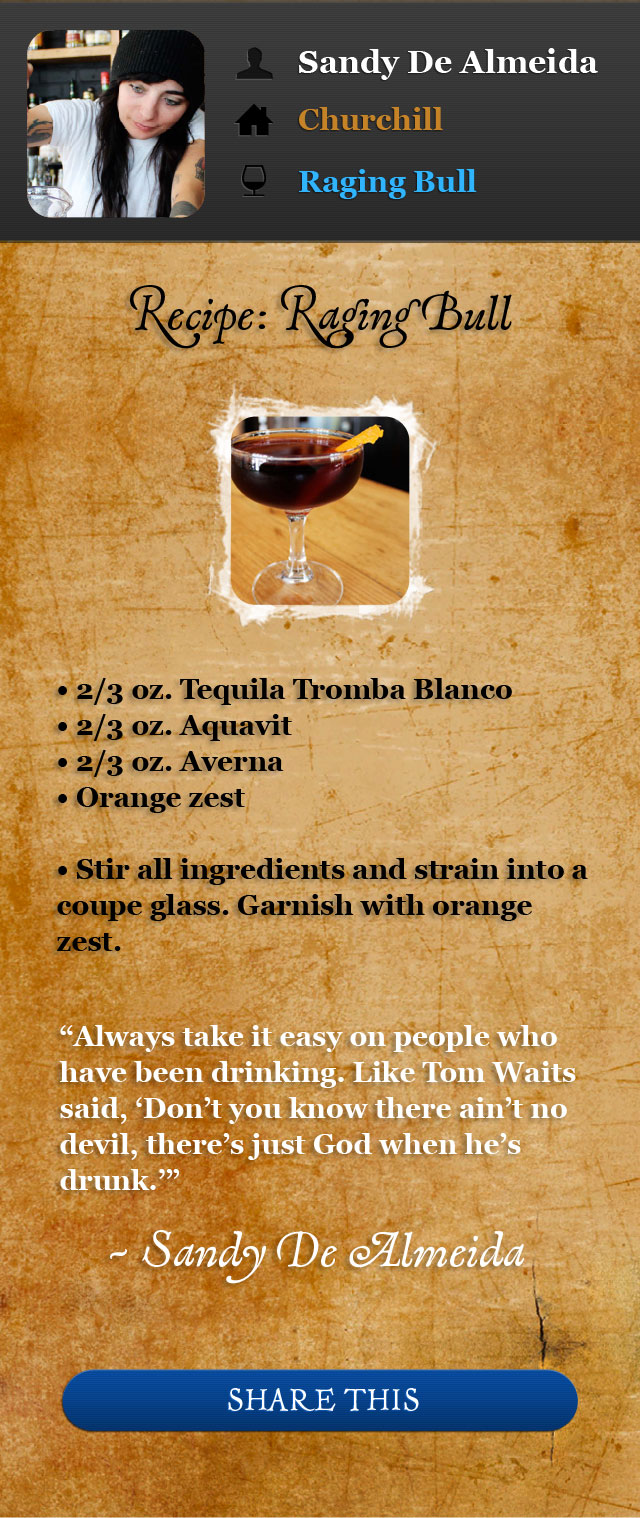 Sandy De Almeida
Churchill
Raging Bull
Recipe: Raging Bull
• 2/3 oz. Tequila Tromba Blanco
• 2/3 oz. Aquavit
• 2/3 oz. Averna
• Orange zest
• Stir all ingredients and strain into a
coupe glass. Garnish with orange
zest.
“Always take it easy on people who
have been drinking. Like Tom Waits
said, ‘Don’t you know there ain’t no
devil, there’s just God when he’s
drunk.’”
~ Sandy De Almeida
SHARE THIS